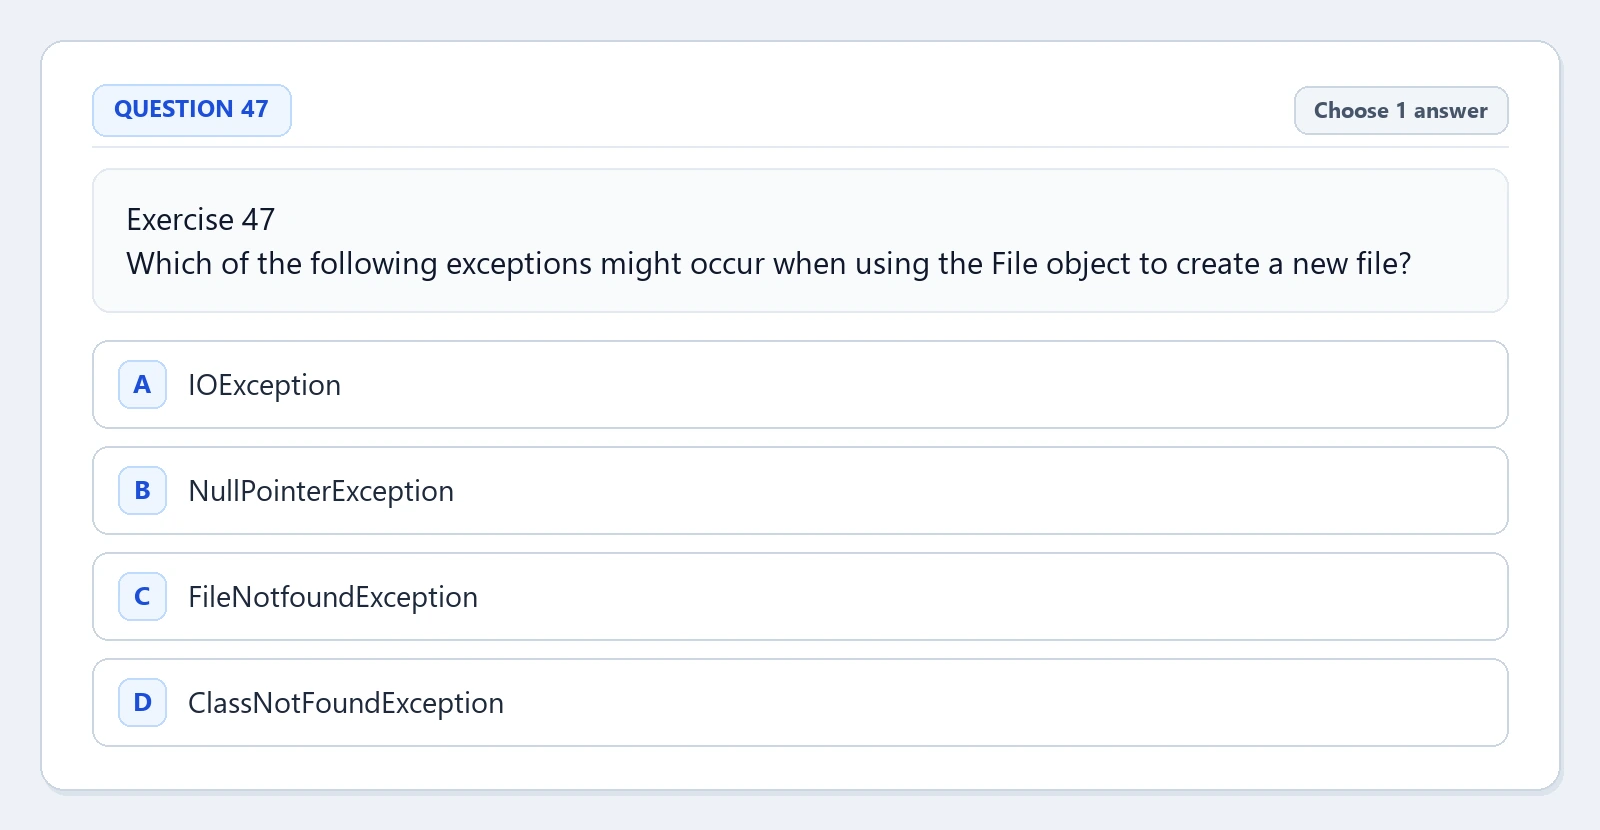 QUESTION 47
Choose 1 answer
Exercise 47
Which of the following exceptions might occur when using the File object to create a new file?
A IOException
B NullPointerException
C FileNotfoundException
D ClassNotFoundException